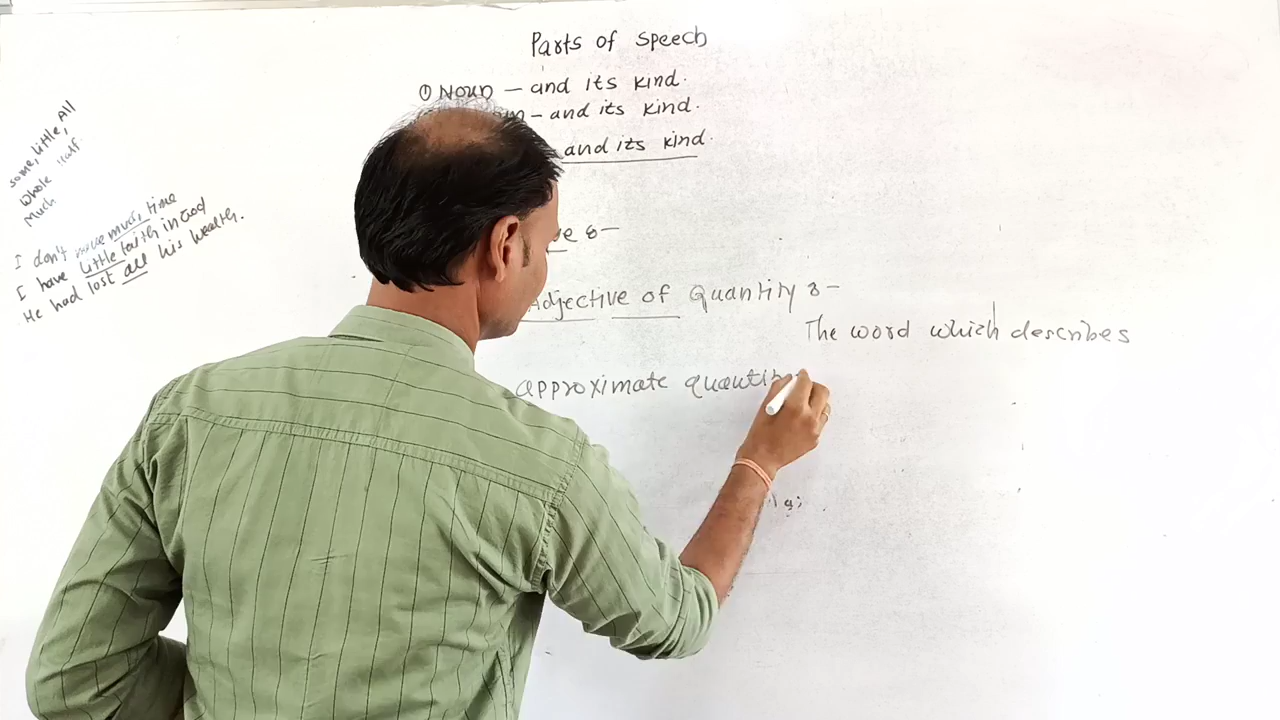 Parts of Speech
① Noun – and its kind.
– and its kind.
and its kind.
some, little, All
Whole Half
Much
I don't have much time
I have little faith in God
He had lost all his wealth.
Adjective of Quantity :–
The word which describes
approximate quantity